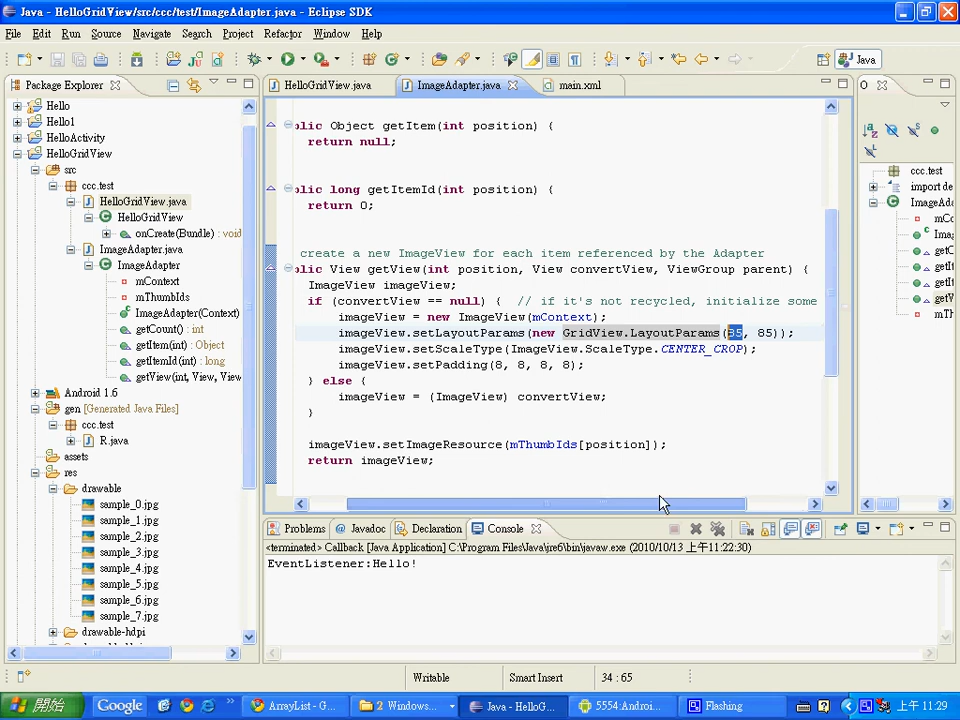 Java - HelloGridView/src/ccc/test/ImageAdapter.java - Eclipse SDK
File Edit Run Source Navigate Search Project Refactor Window Help
Java
Package Explorer
HelloGridView.java
ImageAdapter.java
main.xml
O
Hello
Hello1
HelloActivity
HelloGridView
src
ccc.test
HelloGridView.java
HelloGridView
onCreate(Bundle) : void
ImageAdapter.java
ImageAdapter
mContext
mThumbIds
ImageAdapter(Context)
getCount() : int
getItem(int) : Object
getItemId(int) : long
getView(int, View, View
Android 1.6
gen [Generated Java Files]
ccc.test
R.java
assets
res
drawable
sample_0.jpg
sample_1.jpg
sample_2.jpg
sample_3.jpg
sample_4.jpg
sample_5.jpg
sample_6.jpg
sample_7.jpg
drawable-hdpi
blic Object getItem(int position) {
return null;
blic long getItemId(int position) {
return 0;
create a new ImageView for each item referenced by the Adapter
blic View getView(int position, View convertView, ViewGroup parent) {
ImageView imageView;
if (convertView == null) {  // if it's not recycled, initialize some
imageView = new ImageView(mContext);
imageView.setLayoutParams(new GridView.LayoutParams(85, 85));
imageView.setScaleType(ImageView.ScaleType.CENTER_CROP);
imageView.setPadding(8, 8, 8, 8);
} else {
imageView = (ImageView) convertView;
}
imageView.setImageResource(mThumbIds[position]);
return imageView;
ccc.test
import de
ImageAda
mCo
Imag
getC
getIt
getIt
getV
mTh
Problems Javadoc Declaration Console
<terminated> Callback [Java Application] C:\Program Files\Java\jre6\bin\javaw.exe (2010/10/13 上午11:22:30)
EventListener:Hello!
Writable Smart Insert 34 : 65
開始 Google ArrayList - G... 2 Windows... Java - HelloG... 5554:Androi... Flashing 上午 11:29